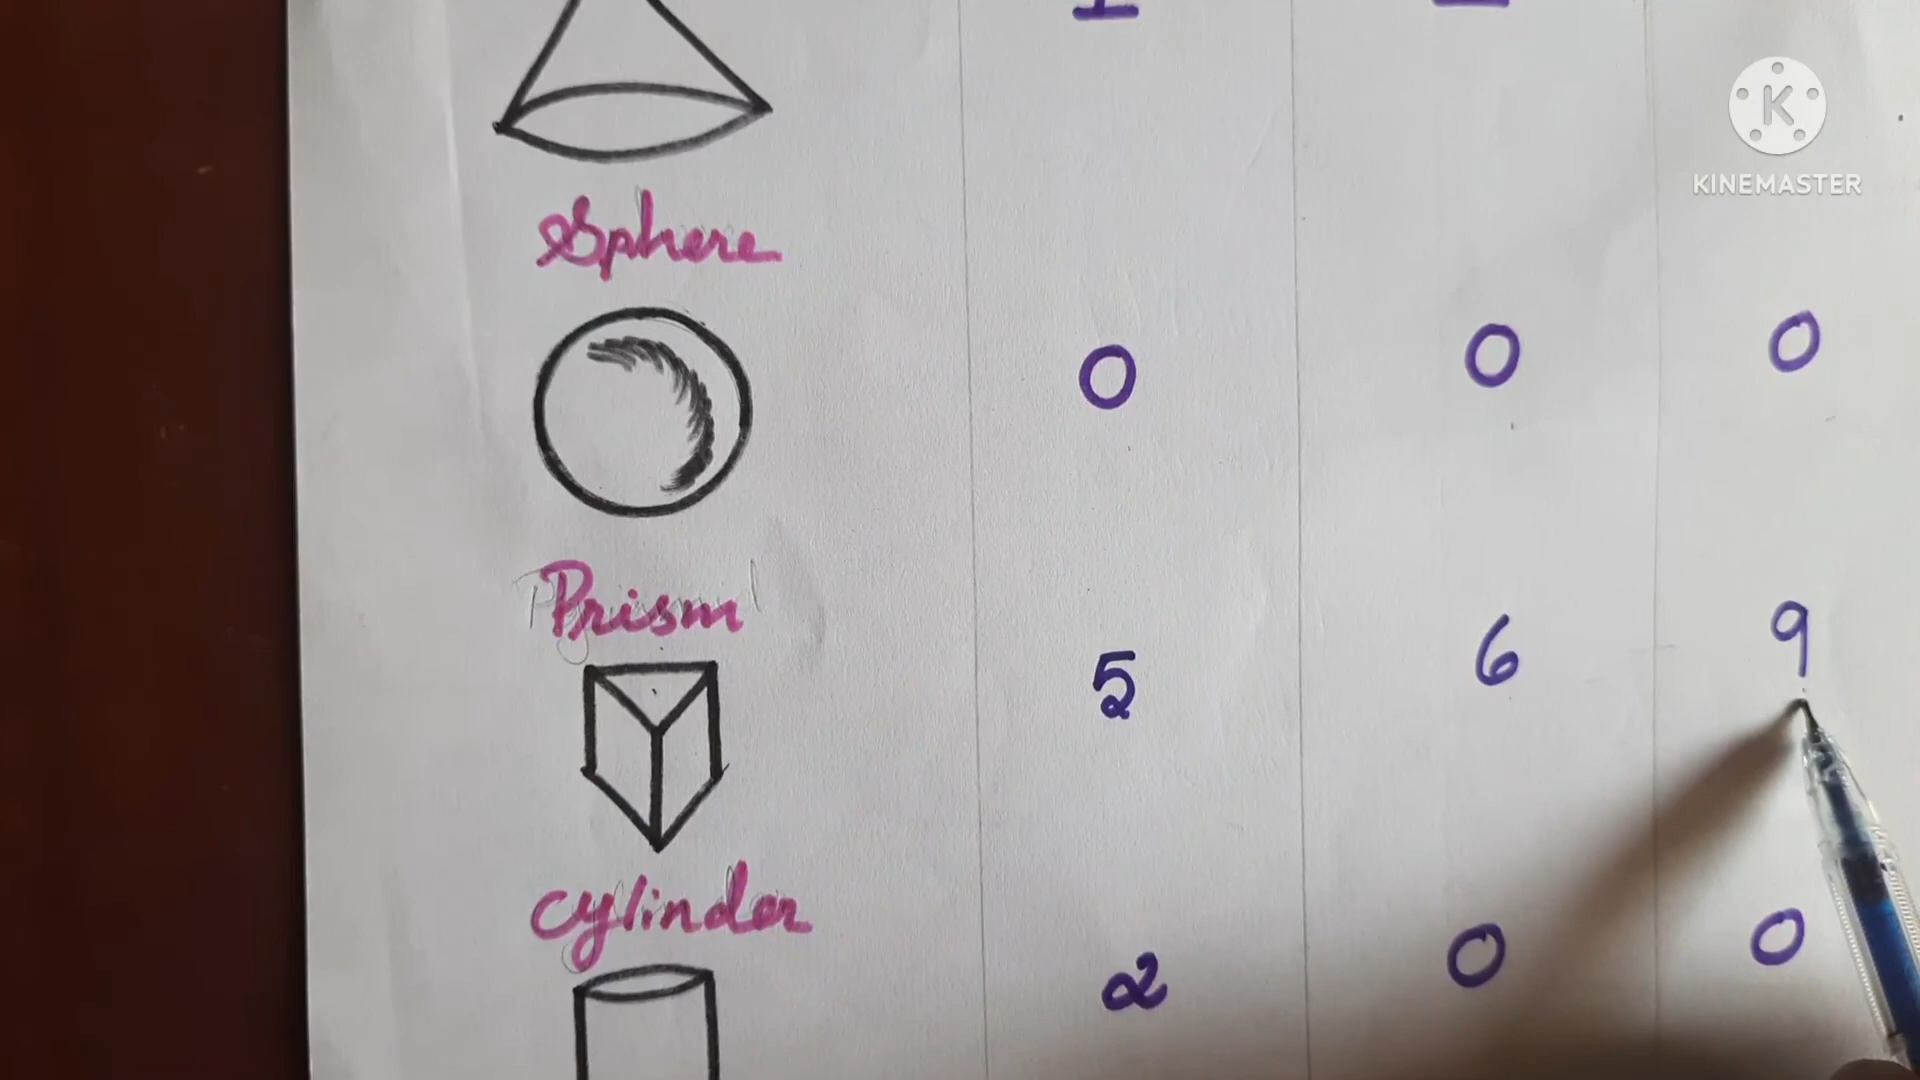 KINEMASTER
Sphere
0 0 0
Prism
5 6 9
Cylinder
2 0 0